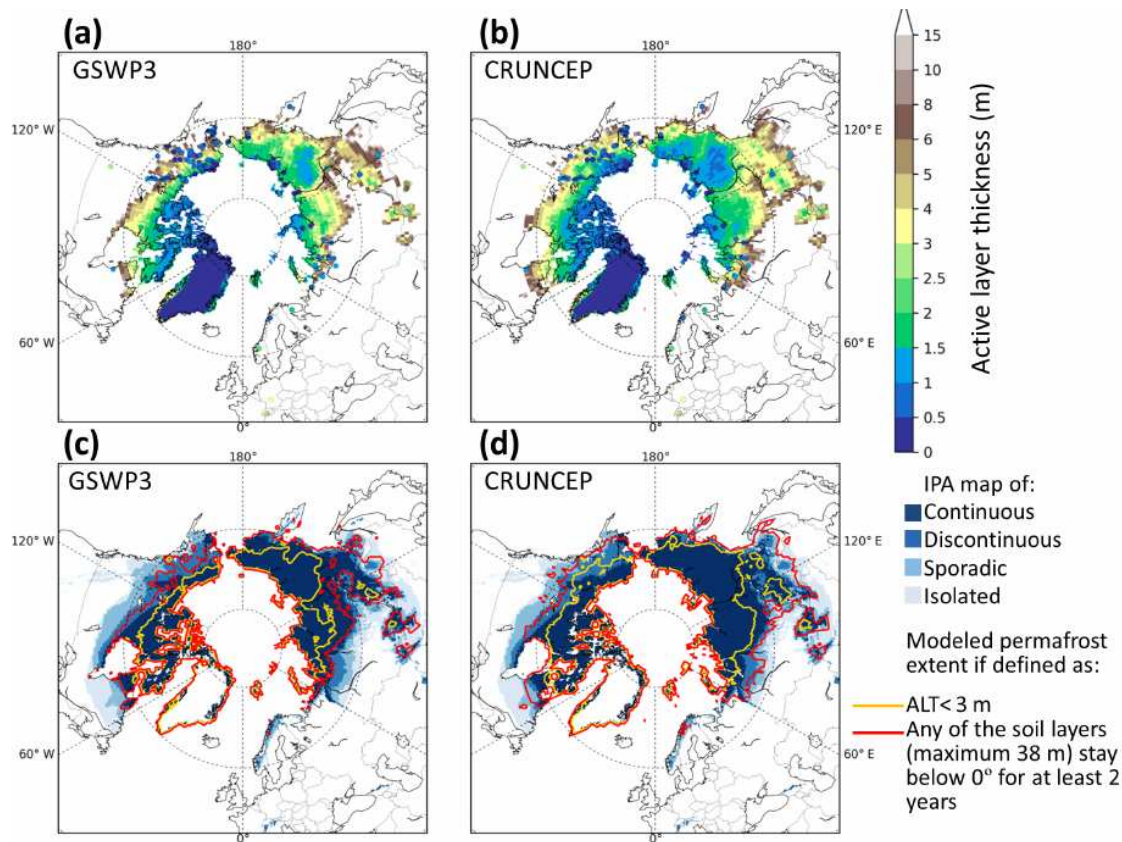 (a)
180°
GSWP3
120° W
60° W
0°
(b)
180°
CRUNCEP
120° E
60° E
0°
15
10
8
6
5
4
3
2.5
2
1.5
1
0.5
0
Active layer thickness (m)
(c)
180°
GSWP3
120° W
60° W
0°
(d)
180°
CRUNCEP
120° E
60° E
0°
IPA map of:
Continuous
Discontinuous
Sporadic
Isolated
Modeled permafrost
extent if defined as:
ALT< 3 m
Any of the soil layers
(maximum 38 m) stay
below 0° for at least 2
years